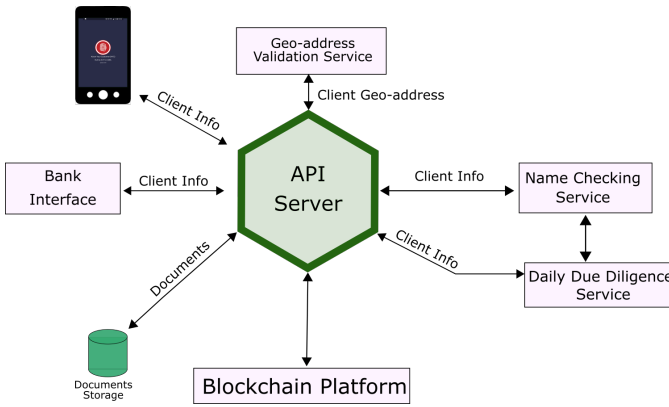 Geo-address
Validation Service
Client Geo-address
Client Info
API
Server
Bank
Interface
Client Info
Client Info
Name Checking
Service
Client Info
Documents
Daily Due Diligence
Service
Documents
Storage
Blockchain Platform